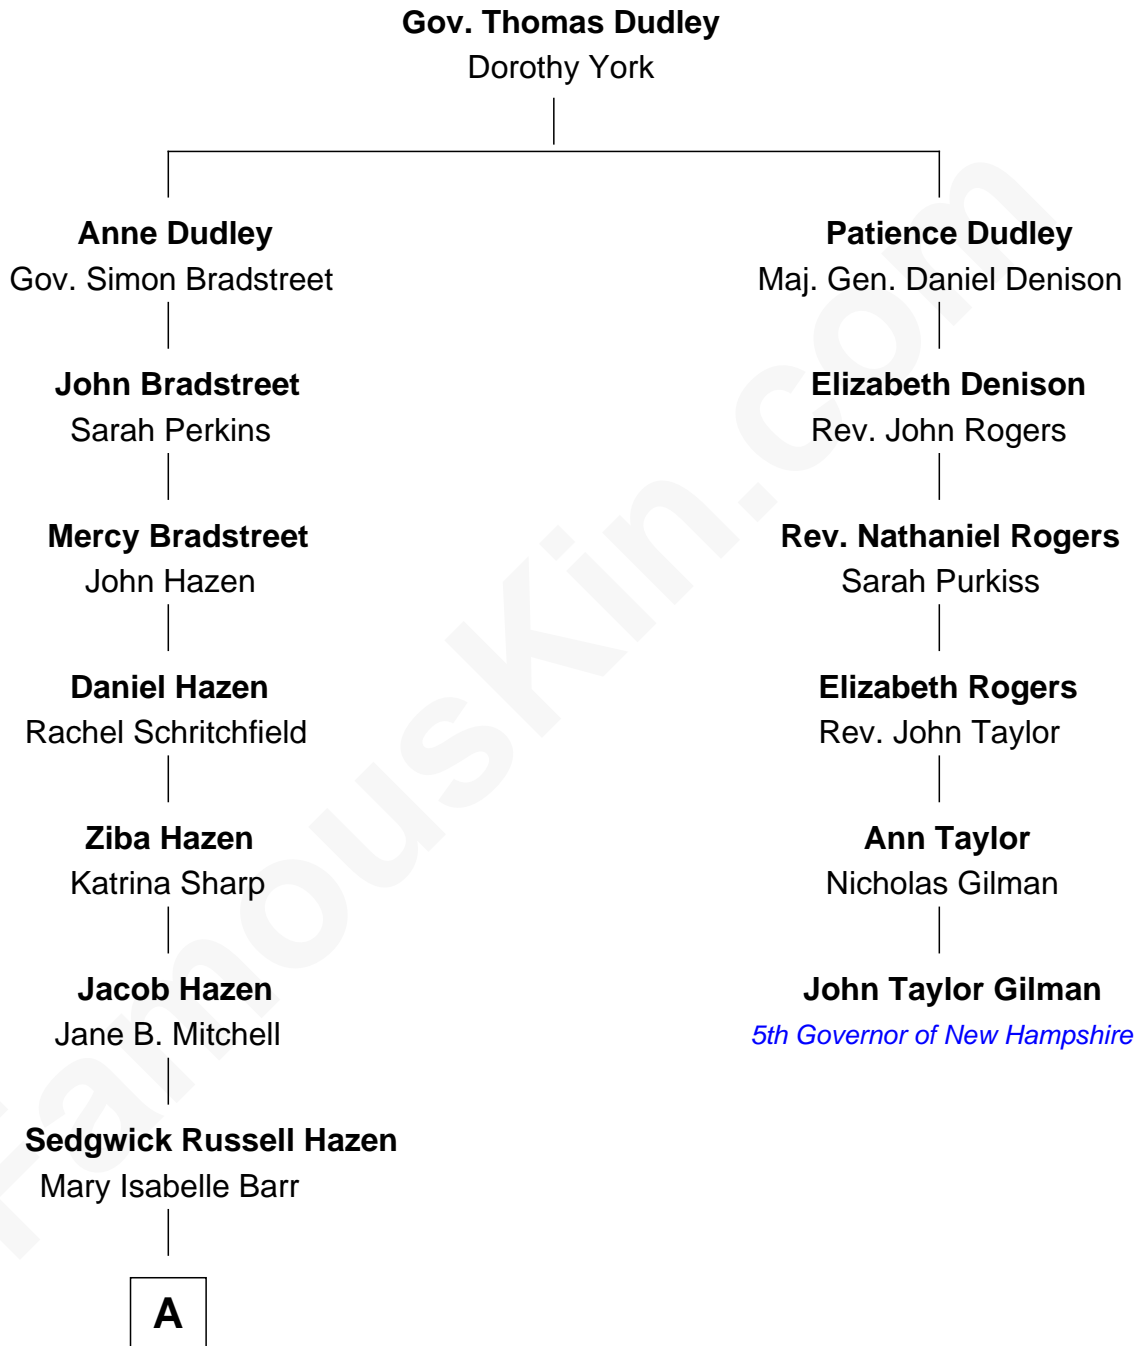 Gov. Thomas Dudley
Dorothy York
Anne Dudley
Gov. Simon Bradstreet
John Bradstreet
Sarah Perkins
Mercy Bradstreet
John Hazen
Daniel Hazen
Rachel Schritchfield
Ziba Hazen
Katrina Sharp
Jacob Hazen
Jane B. Mitchell
Sedgwick Russell Hazen
Mary Isabelle Barr
A
Patience Dudley
Maj. Gen. Daniel Denison
Elizabeth Denison
Rev. John Rogers
Rev. Nathaniel Rogers
Sarah Purkiss
Elizabeth Rogers
Rev. John Taylor
Ann Taylor
Nicholas Gilman
John Taylor Gilman
5th Governor of New Hampshire
FamousKin.com